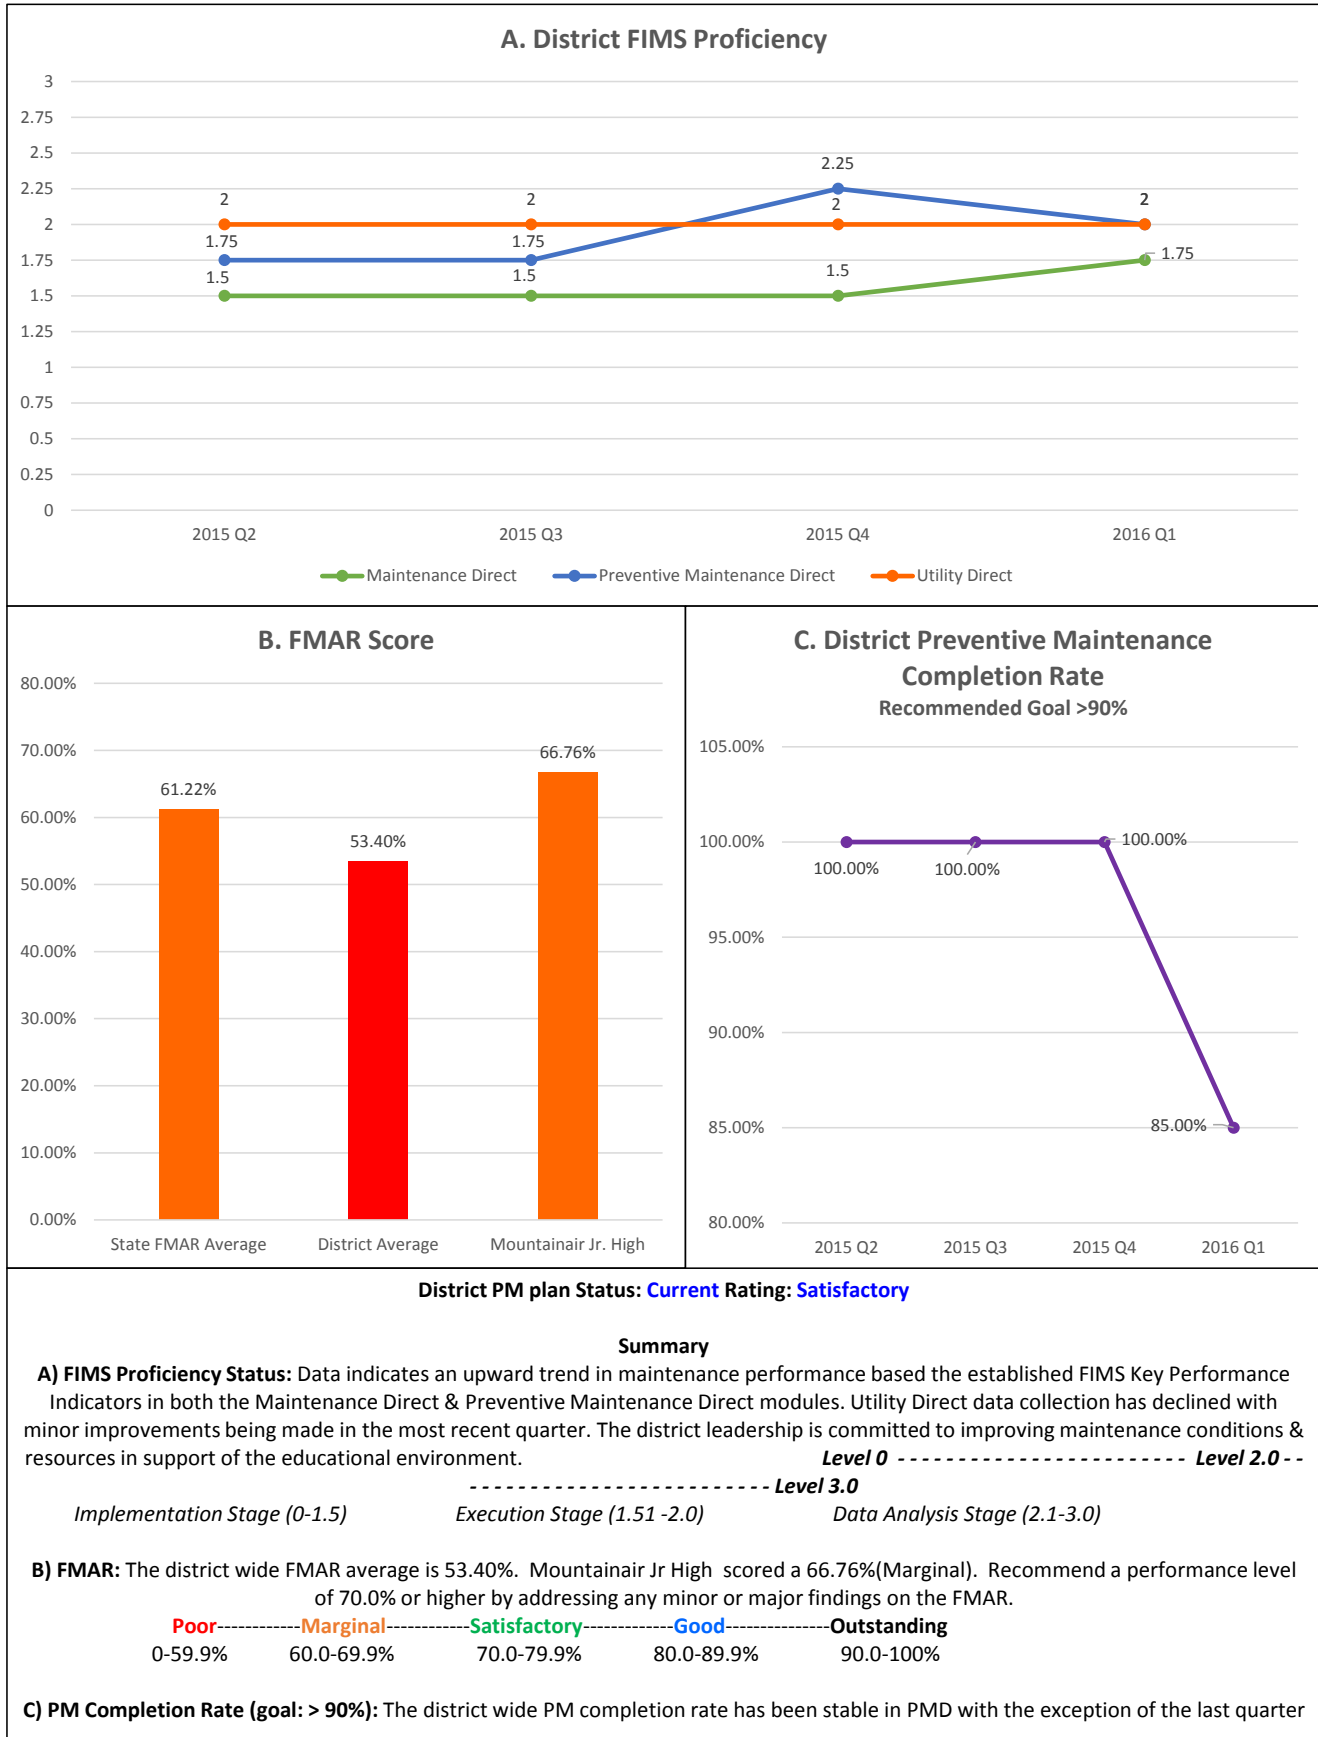 A. District FIMS Proficiency
3
2.75
2.5
2.25
2
1.75
1.5
1.25
1
0.75
0.5
0.25
0
2 2 2.25 2 2
1.75 1.75 1.75
1.5 1.5 1.5
2015 Q2 2015 Q3 2015 Q4 2016 Q1
Maintenance Direct Preventive Maintenance Direct Utility Direct
B. FMAR Score
80.00%
70.00%
60.00%
50.00%
40.00%
30.00%
20.00%
10.00%
0.00%
61.22%
53.40%
66.76%
State FMAR Average District Average Mountainair Jr. High
C. District Preventive Maintenance
Completion Rate
Recommended Goal >90%
105.00%
100.00%
95.00%
90.00%
85.00%
80.00%
100.00% 100.00% 100.00%
85.00%
2015 Q2 2015 Q3 2015 Q4 2016 Q1
District PM plan Status: Current Rating: Satisfactory
Summary
A) FIMS Proficiency Status: Data indicates an upward trend in maintenance performance based the established FIMS Key Performance
Indicators in both the Maintenance Direct & Preventive Maintenance Direct modules. Utility Direct data collection has declined with
minor improvements being made in the most recent quarter. The district leadership is committed to improving maintenance conditions &
resources in support of the educational environment. Level 0 - - - - - - - - - - - - - - - - - - - - - - - - Level 2.0 - -
- - - - - - - - - - - - - - - - - - - - - - - - - Level 3.0
Implementation Stage (0-1.5) Execution Stage (1.51 -2.0) Data Analysis Stage (2.1-3.0)
B) FMAR: The district wide FMAR average is 53.40%. Mountainair Jr High scored a 66.76%(Marginal). Recommend a performance level
of 70.0% or higher by addressing any minor or major findings on the FMAR.
Poor------------Marginal------------Satisfactory-------------Good---------------Outstanding
0-59.9% 60.0-69.9% 70.0-79.9% 80.0-89.9% 90.0-100%
C) PM Completion Rate (goal: > 90%): The district wide PM completion rate has been stable in PMD with the exception of the last quarter